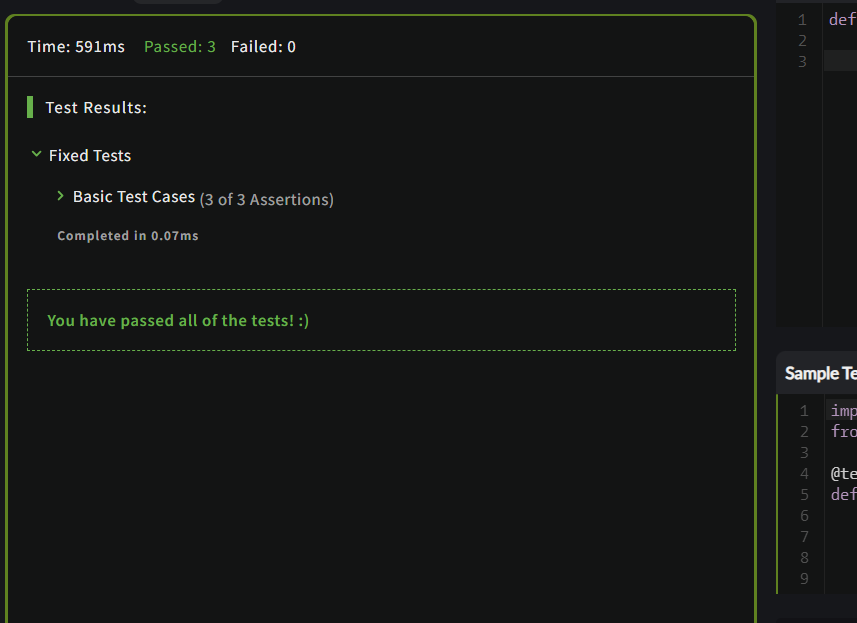 Time: 591ms Passed: 3 Failed: 0
Test Results:
Fixed Tests
Basic Test Cases (3 of 3 Assertions)
Completed in 0.07ms
You have passed all of the tests! :)
1 def
2
3
Sample Te
1 imp
2 fro
3
4 @te
5 def
6
7
8
9